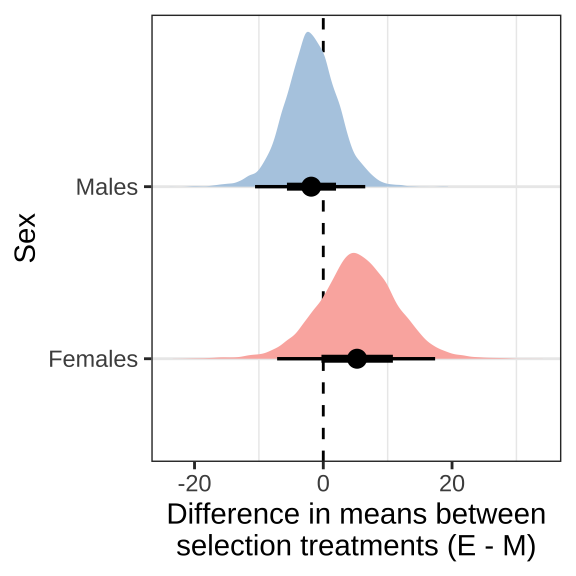 Sex
Males
Females
-20 0 20
Difference in means between
selection treatments (E - M)